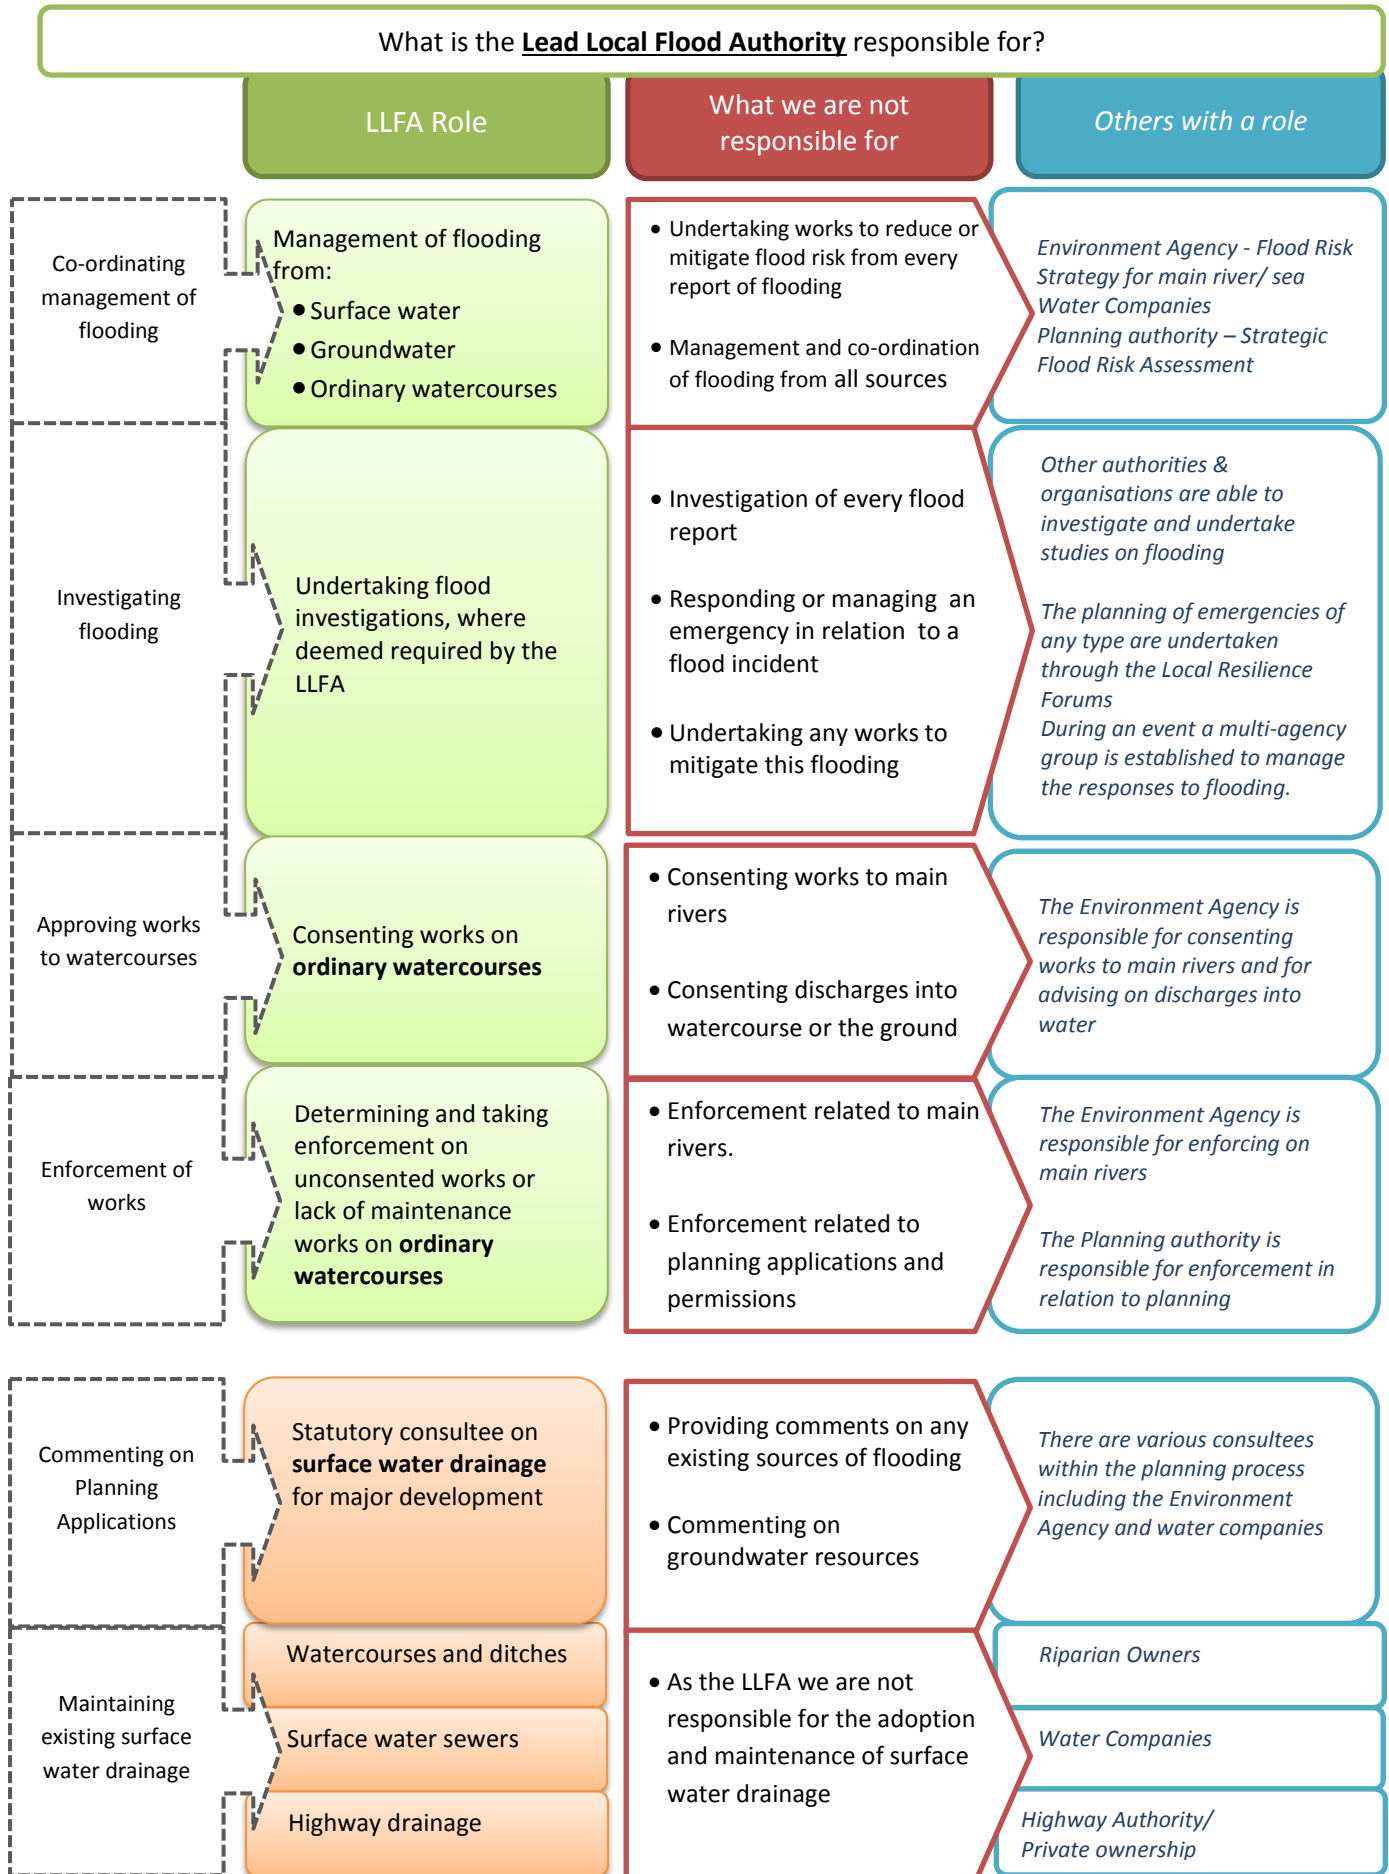 What is the Lead Local Flood Authority responsible for?
LLFA Role
What we are not
responsible for
Others with a role
Co-ordinating
management of
flooding
Management of flooding
from:
• Surface water
• Groundwater
• Ordinary watercourses
• Undertaking works to reduce or
mitigate flood risk from every
report of flooding
• Management and co-ordination
of flooding from all sources
Environment Agency - Flood Risk
Strategy for main river/ sea
Water Companies
Planning authority – Strategic
Flood Risk Assessment
Investigating
flooding
Undertaking flood
investigations, where
deemed required by the
LLFA
• Investigation of every flood
report
• Responding or managing an
emergency in relation to a
flood incident
• Undertaking any works to
mitigate this flooding
Other authorities &
organisations are able to
investigate and undertake
studies on flooding
The planning of emergencies of
any type are undertaken
through the Local Resilience
Forums
During an event a multi-agency
group is established to manage
the responses to flooding.
Approving works
to watercourses
Consenting works on
ordinary watercourses
• Consenting works to main
rivers
• Consenting discharges into
watercourse or the ground
The Environment Agency is
responsible for consenting
works to main rivers and for
advising on discharges into
water
Enforcement of
works
Determining and taking
enforcement on
unconsented works or
lack of maintenance
works on ordinary
watercourses
• Enforcement related to main
rivers.
• Enforcement related to
planning applications and
permissions
The Environment Agency is
responsible for enforcing on
main rivers
The Planning authority is
responsible for enforcement in
relation to planning
Commenting on
Planning
Applications
Statutory consultee on
surface water drainage
for major development
• Providing comments on any
existing sources of flooding
• Commenting on
groundwater resources
There are various consultees
within the planning process
including the Environment
Agency and water companies
Maintaining
existing surface
water drainage
Watercourses and ditches
Surface water sewers
Highway drainage
• As the LLFA we are not
responsible for the adoption
and maintenance of surface
water drainage
Riparian Owners
Water Companies
Highway Authority/
Private ownership